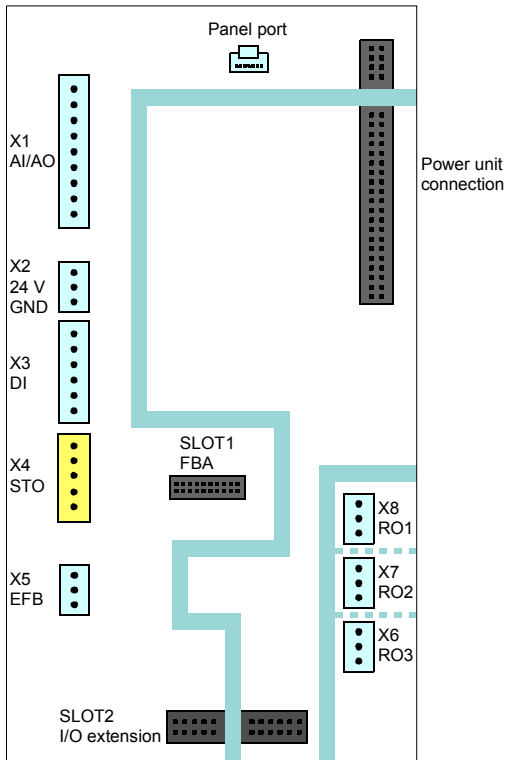 Panel port
X1
AI/AO
Power unit
connection
X2
24 V
GND
X3
DI
SLOT1
FBA
X4
STO
X8
RO1
X5
EFB
X7
RO2
X6
RO3
SLOT2
I/O extension